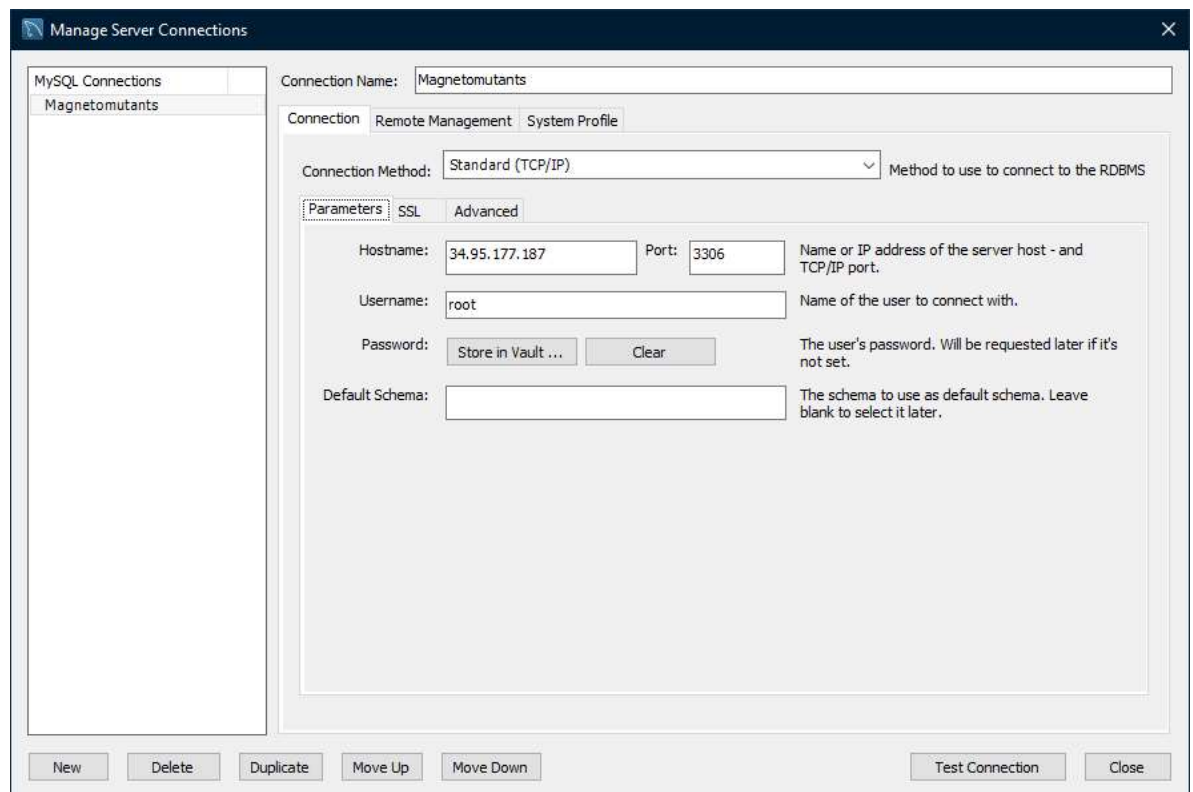 Manage Server Connections
MySQL Connections
Magnetomutants
Connection Name: Magnetomutants
Connection Remote Management System Profile
Connection Method: Standard (TCP/IP) Method to use to connect to the RDBMS
Parameters SSL Advanced
Hostname: 34.95.177.187 Port: 3306 Name or IP address of the server host - and
TCP/IP port.
Username: root Name of the user to connect with.
Password: Store in Vault ... Clear The user's password. Will be requested later if it's
not set.
Default Schema: The schema to use as default schema. Leave
blank to select it later.
New Delete Duplicate Move Up Move Down Test Connection Close